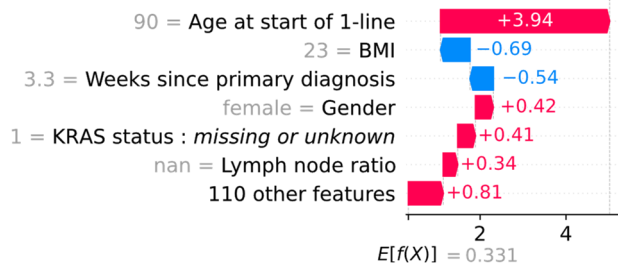 90 = Age at start of 1-line +3.94
23 = BMI −0.69
3.3 = Weeks since primary diagnosis −0.54
female = Gender +0.42
1 = KRAS status : missing or unknown +0.41
nan = Lymph node ratio +0.34
110 other features +0.81
2 4
E[f(X)] = 0.331